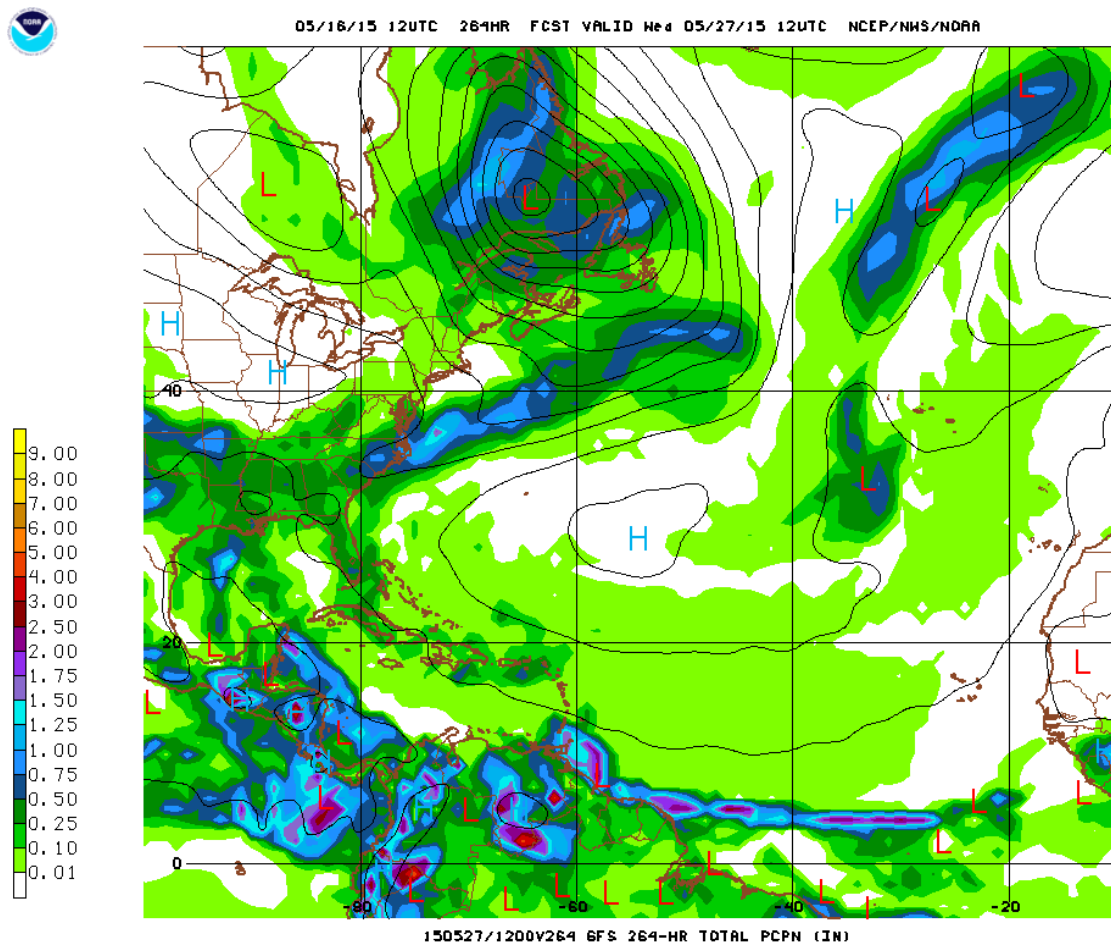 NOAA
05/16/15 12UTC 264HR FCST VALID Wed 05/27/15 12UTC NCEP/NWS/NOAA
L
L
L
L
L
H
H
H
40
9.00
8.00
7.00
6.00
5.00
4.00
3.00
2.50
2.00
1.75
1.50
1.25
1.00
0.75
0.50
0.25
0.10
0.01
L
H
20
L
L
L
L
H
H
L
H
H
L
L
L
L
L
H
L
L
0
L
L
L
L
L
L
L
L
-80
-60
-40
-20
150527/1200V264 GFS 264-HR TOTAL PCPN (IN)